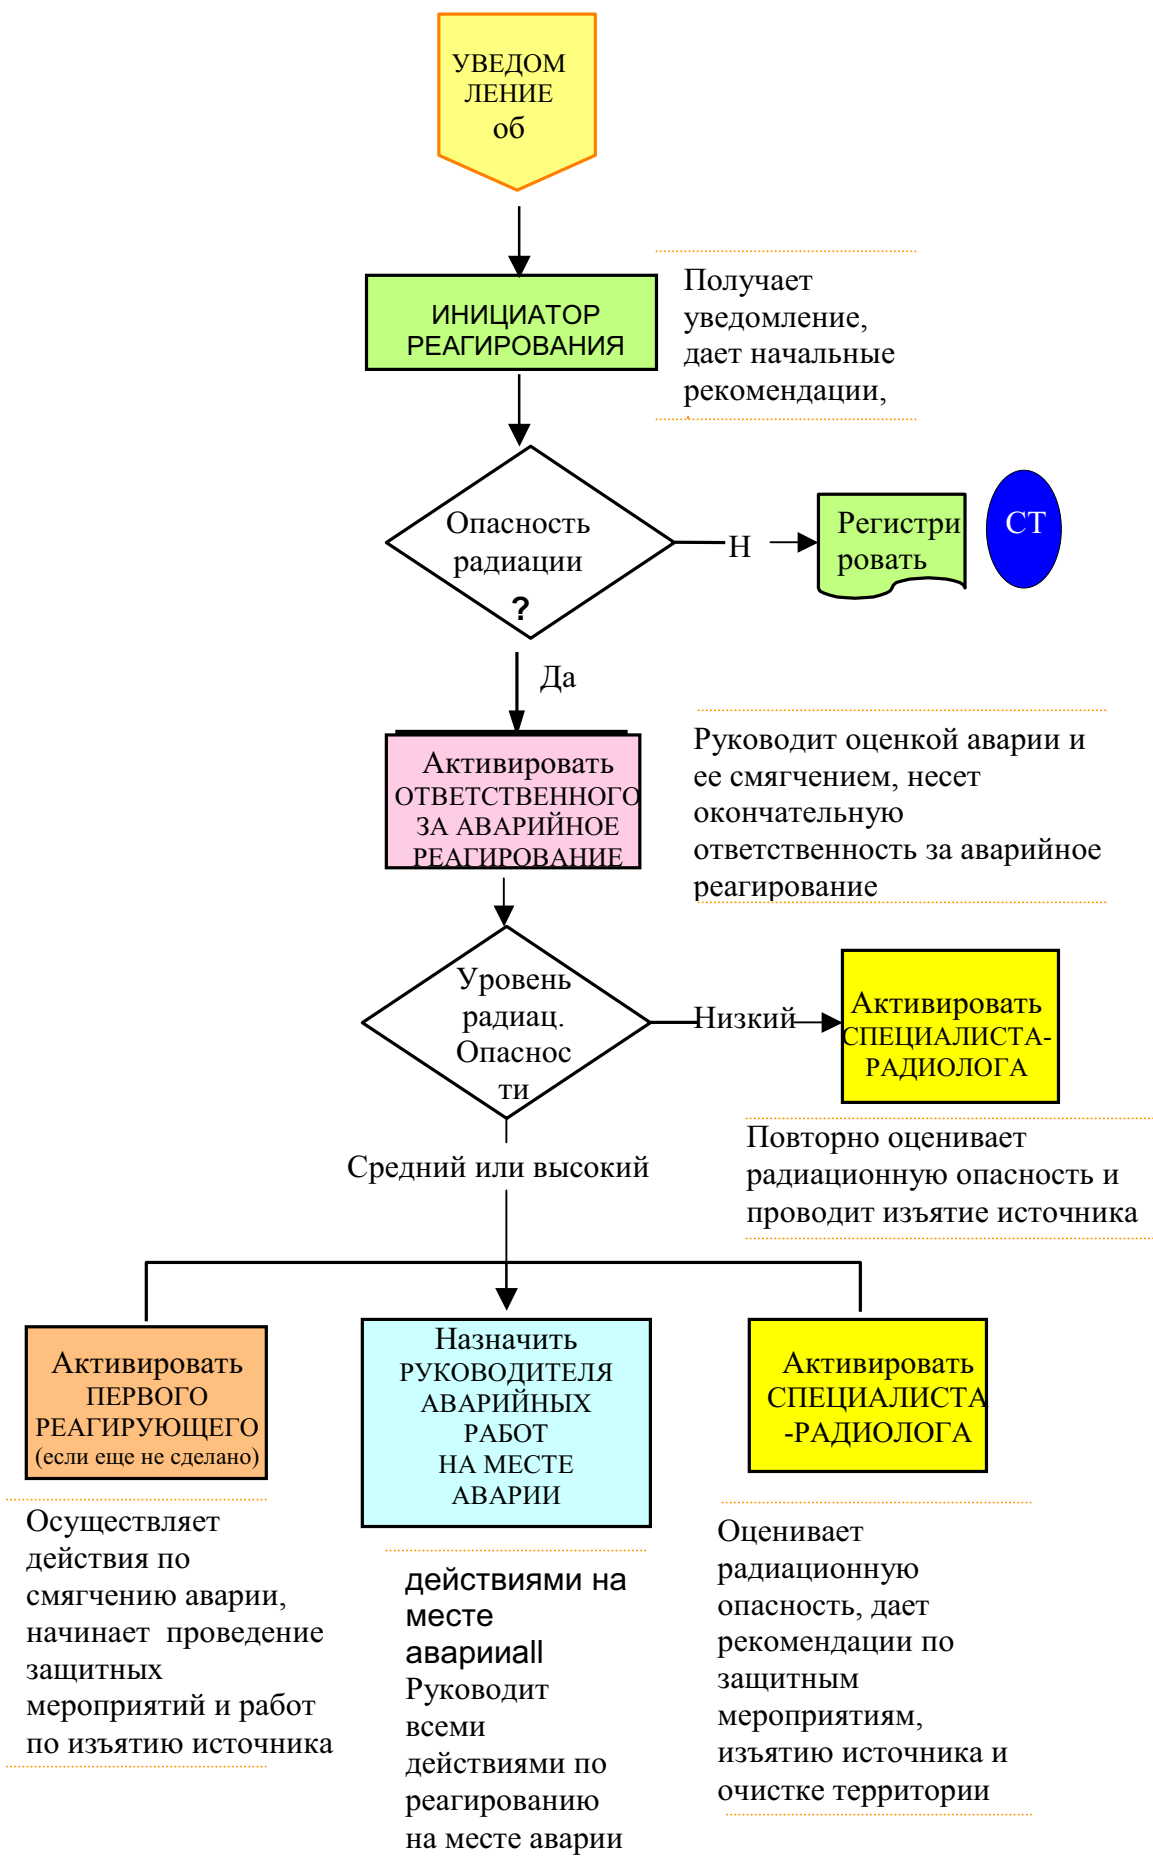 УВЕДОМ
ЛЕНИЕ
об
ИНИЦИАТОР
РЕАГИРОВАНИЯ
Получает
уведомление,
дает начальные
рекомендации,
Опасность
радиации
?
Н
Регистри
ровать
СТ
Да
Активировать
ОТВЕТСТВЕННОГО
ЗА АВАРИЙНОЕ
РЕАГИРОВАНИЕ
Руководит оценкой аварии и
ее смягчением, несет
окончательную
ответственность за аварийное
реагирование
Уровень
радиац.
Опаснос
ти
Низкий
Активировать
СПЕЦИАЛИСТА-
РАДИОЛОГА
Повторно оценивает
радиационную опасность и
проводит изъятие источника
Средний или высокий
Активировать
ПЕРВОГО
РЕАГИРУЮЩЕГО
(если еще не сделано)
Осуществляет
действия по
смягчению аварии,
начинает проведение
защитных
мероприятий и работ
по изъятию источника
Назначить
РУКОВОДИТЕЛЯ
АВАРИЙНЫХ
РАБОТ
НА МЕСТЕ
АВАРИИ
действиями на
месте
аварииall
Руководит
всеми
действиями по
реагированию
на месте аварии
Активировать
СПЕЦИАЛИСТА
-РАДИОЛОГА
Оценивает
радиационную
опасность, дает
рекомендации по
защитным
мероприятиям,
изъятию источника и
очистке территории